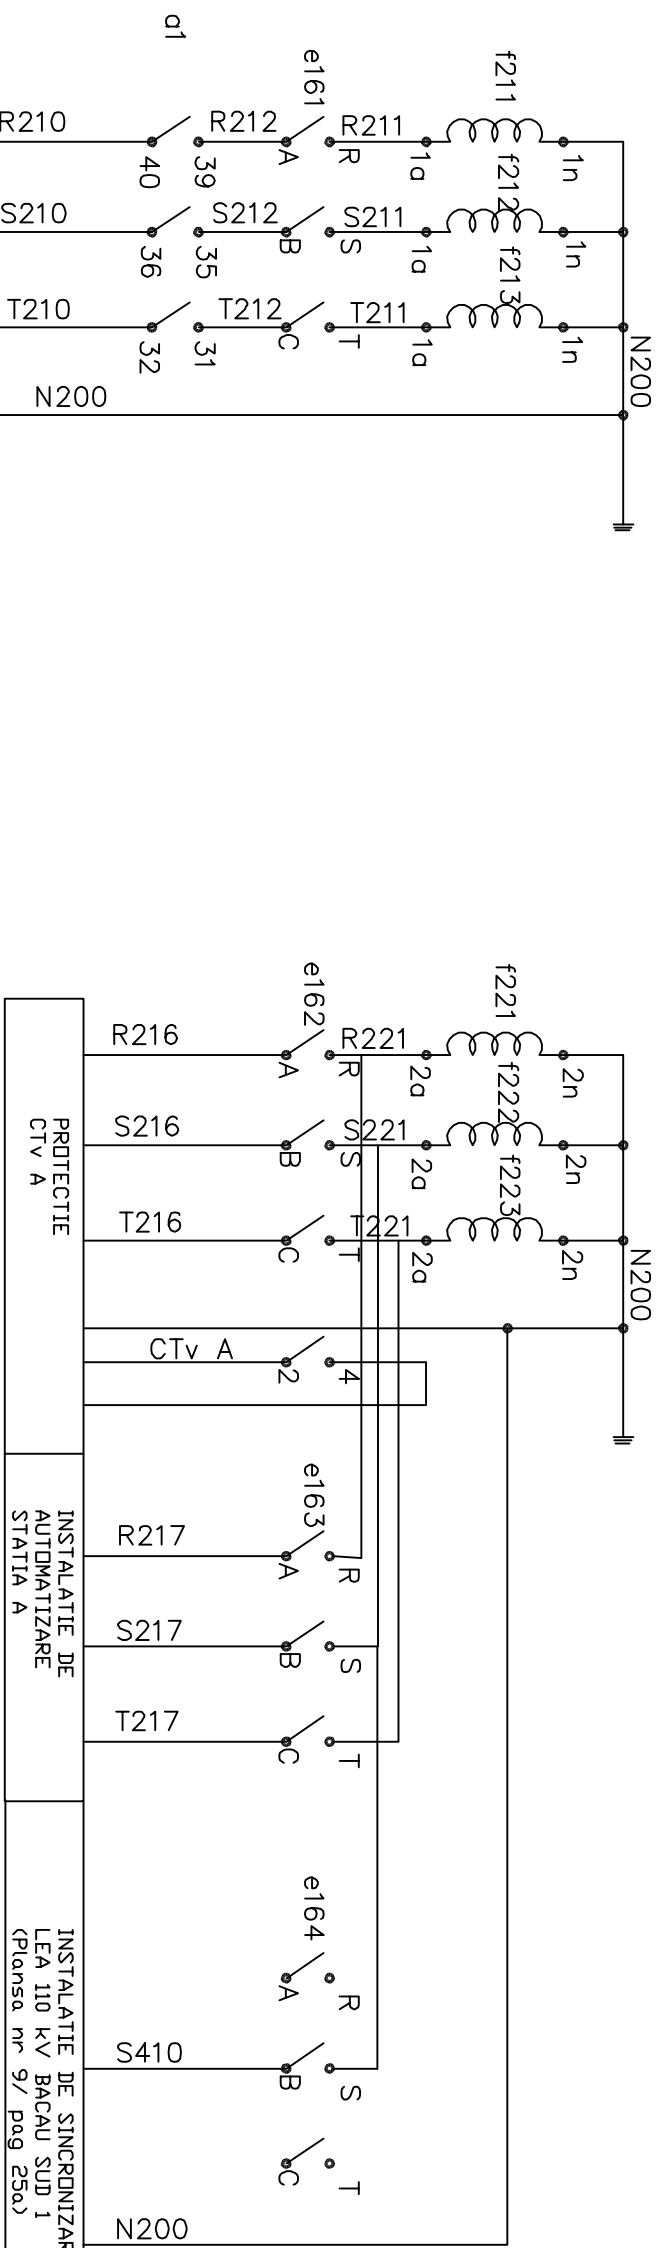 a1
e161
f211
R210
R212
R211
40
39
A
R
1a
1n
f212
S210
S212
S211
36
35
B
S
1a
1n
f213
T210
T212
T211
32
31
C
T
1a
1n
N200
N200
e162
f221
R216
R221
A
R
2a
2n
f222
S216
S221
B
S
2a
2n
f223
T216
T221
C
T
2a
2n
N200
PROTECTIE
CTv A
CTv A
2
4
e163
R217
A
R
INSTALATIE DE
AUTOMATIZARE
STATIA A
S217
B
S
T217
C
T
e164
A
R
S410
B
S
C
T
N200
INSTALATIE DE SINCRONIZAR
LEA 110 kV BACAU SUD 1
(Plansa nr 9/ pag 25a)